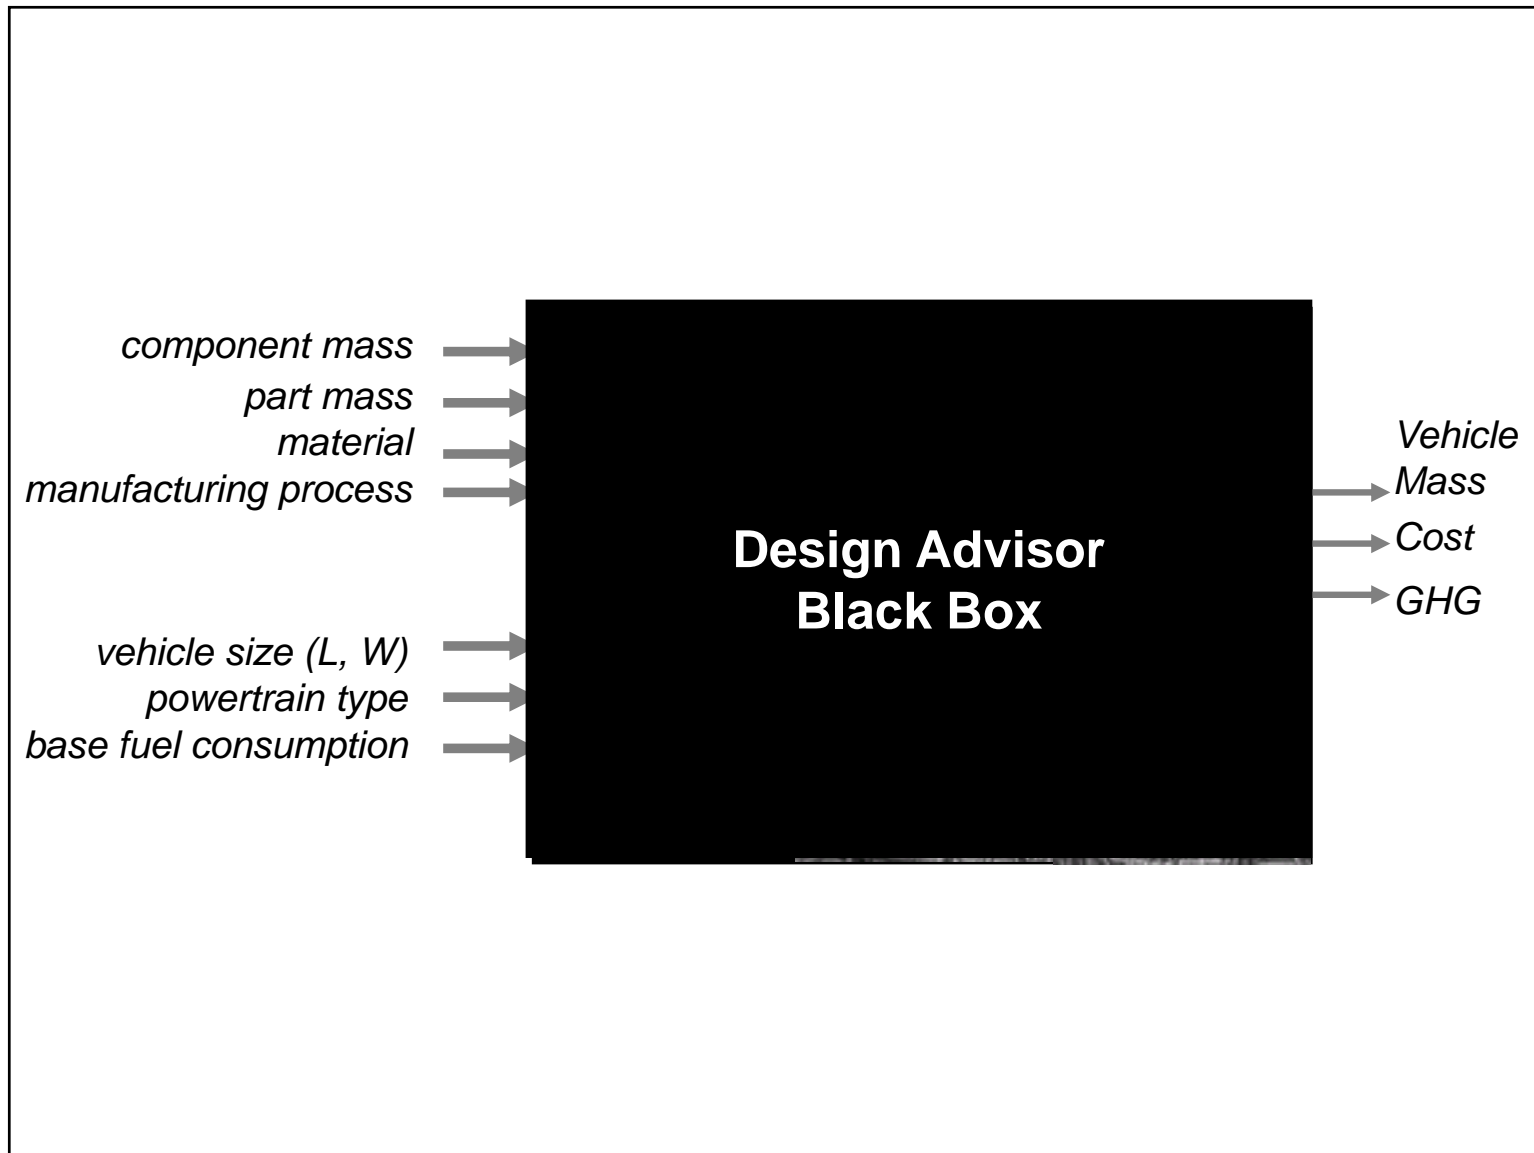 component mass
part mass
material
manufacturing process
vehicle size (L, W)
powertrain type
base fuel consumption
Design Advisor
Black Box
Vehicle
Mass
Cost
GHG